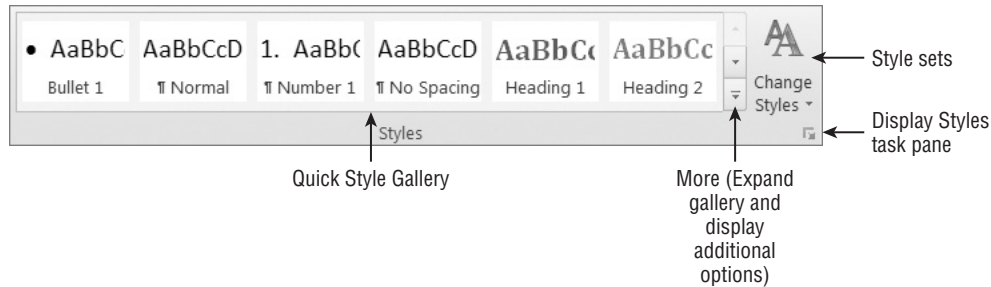 • AaBbC AaBbCcD 1. AaBb( AaBbCcD AaBbCc AaBbCc
Bullet 1 ¶ Normal ¶ Number 1 ¶ No Spacing Heading 1 Heading 2
Change
Styles
Styles
Style sets
Display Styles
task pane
Quick Style Gallery
More (Expand
gallery and
display
additional
options)